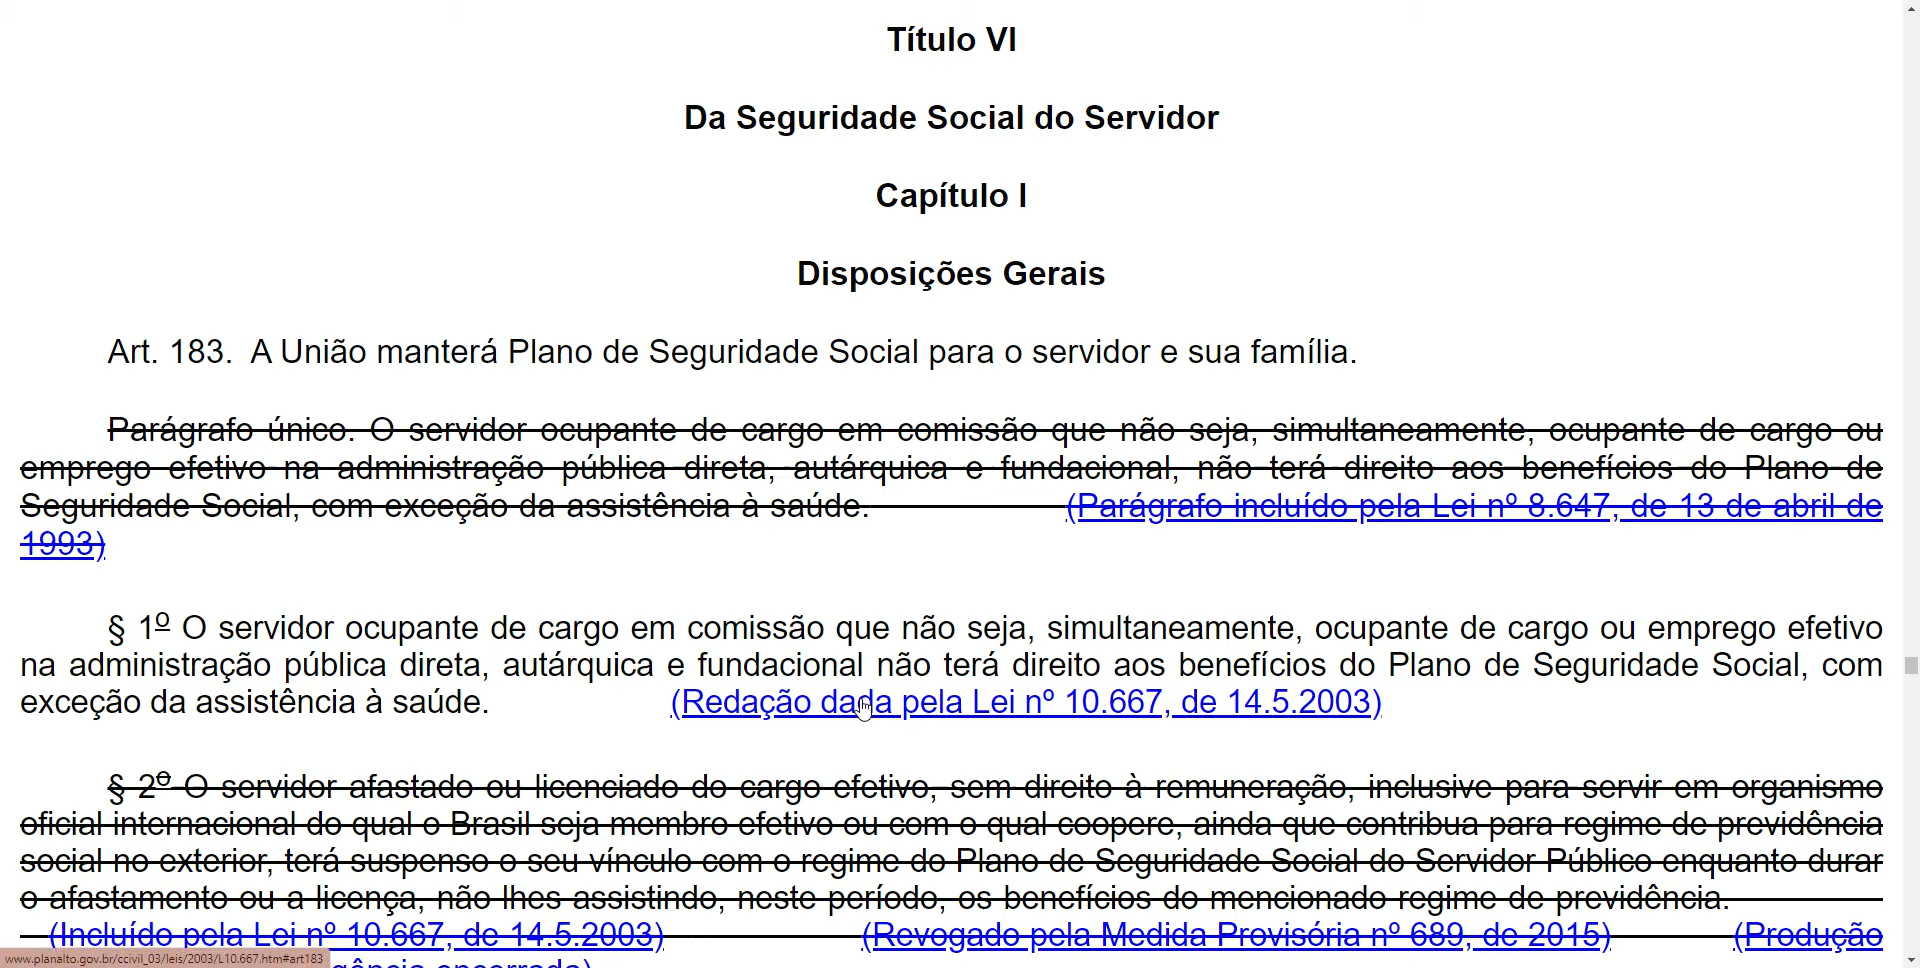 Título VI
Da Seguridade Social do Servidor
Capítulo I
Disposições Gerais
Art. 183.  A União manterá Plano de Seguridade Social para o servidor e sua família.
Parágrafo único. O servidor ocupante de cargo em comissão que não seja, simultaneamente, ocupante de cargo ou
emprego efetivo na administração pública direta, autárquica e fundacional, não terá direito aos benefícios do Plano de
Seguridade Social, com exceção da assistência à saúde. (Parágrafo incluído pela Lei nº 8.647, de 13 de abril de
1993)
§ 1º O servidor ocupante de cargo em comissão que não seja, simultaneamente, ocupante de cargo ou emprego efetivo
na administração pública direta, autárquica e fundacional não terá direito aos benefícios do Plano de Seguridade Social, com
exceção da assistência à saúde. (Redação dada pela Lei nº 10.667, de 14.5.2003)
§ 2º O servidor afastado ou licenciado do cargo efetivo, sem direito à remuneração, inclusive para servir em organismo
oficial internacional do qual o Brasil seja membro efetivo ou com o qual coopere, ainda que contribua para regime de previdência
social no exterior, terá suspenso o seu vínculo com o regime do Plano de Seguridade Social do Servidor Público enquanto durar
o afastamento ou a licença, não lhes assistindo, neste período, os benefícios do mencionado regime de previdência.
(Incluído pela Lei nº 10.667, de 14.5.2003) (Revogado pela Medida Provisória nº 689, de 2015) (Produção
encerrada)
www.planalto.gov.br/ccivil_03/leis/2003/L10.667.htm#art183